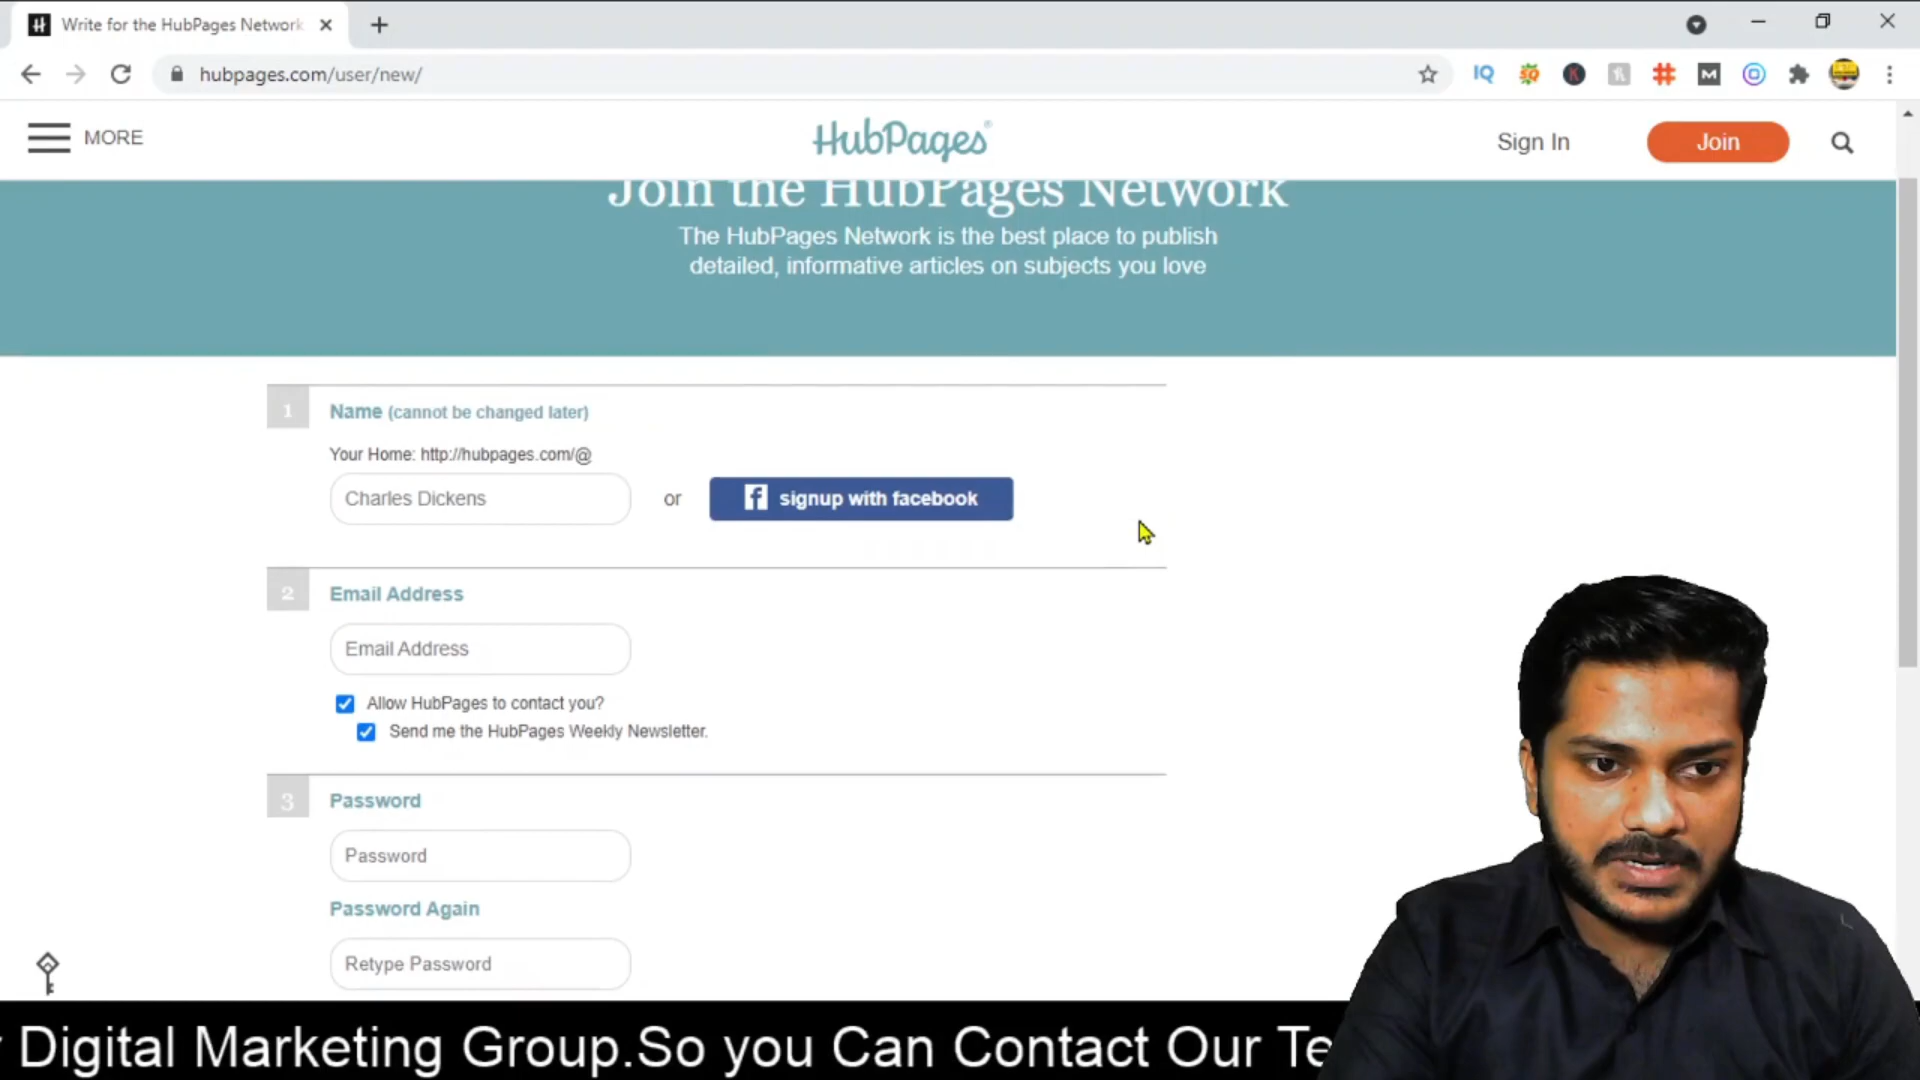 Write for the HubPages Network
hubpages.com/user/new/
IQ
MORE
HubPages
Sign In
Join
Join the HubPages Network
The HubPages Network is the best place to publish
detailed, informative articles on subjects you love
1
Name (cannot be changed later)
Your Home: http://hubpages.com/@
Charles Dickens
or
f signup with facebook
2
Email Address
Email Address
Allow HubPages to contact you?
Send me the HubPages Weekly Newsletter.
3
Password
Password
Password Again
Retype Password
Digital Marketing Group.So you Can Contact Our Te